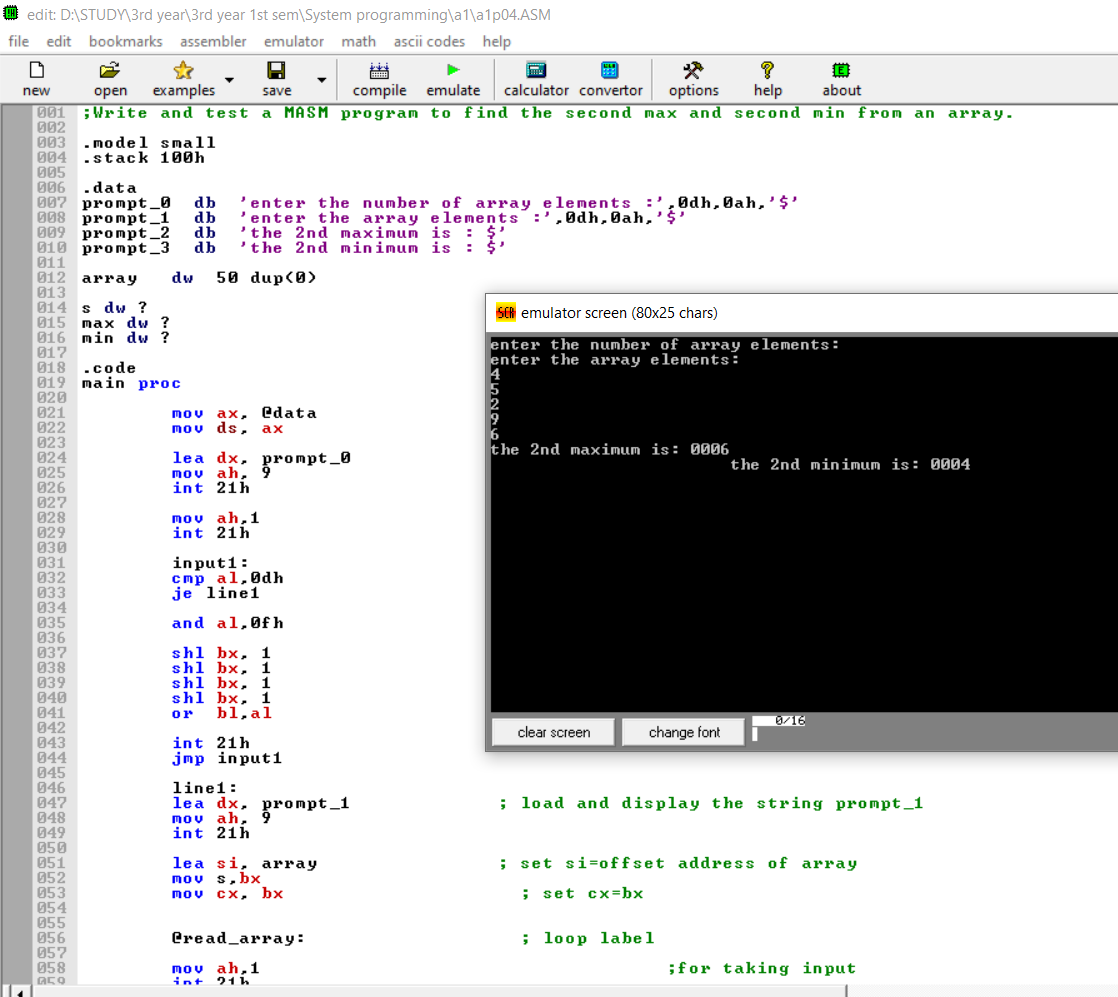 edit: D:\STUDY\3rd year\3rd year 1st sem\System programming\a1\a1p04.ASM
file edit bookmarks assembler emulator math ascii codes help
new open examples save compile emulate calculator convertor options help about
001 ;Write and test a MASM program to find the second max and second min from an array.
002
003 .model small
004 .stack 100h
005
006 .data
007 prompt_0  db  'enter the number of array elements :',0dh,0ah,'$'
008 prompt_1  db  'enter the array elements :',0dh,0ah,'$'
009 prompt_2  db  'the 2nd maximum is : $'
010 prompt_3  db  'the 2nd minimum is : $'
011
012 array   dw  50 dup(0)
013
014 s dw ?
015 max dw ?
016 min dw ?
017
018 .code
019 main proc
020
021 mov ax, @data
022 mov ds, ax
023
024 lea dx, prompt_0
025 mov ah, 9
026 int 21h
027
028 mov ah,1
029 int 21h
030
031 input1:
032 cmp al,0dh
033 je line1
034
035 and al,0fh
036
037 shl bx, 1
038 shl bx, 1
039 shl bx, 1
040 shl bx, 1
041 or  bl,al
042
043 int 21h
044 jmp input1
045
046 line1:
047 lea dx, prompt_1 ; load and display the string prompt_1
048 mov ah, 9
049 int 21h
050
051 lea si, array ; set si=offset address of array
052 mov s,bx
053 mov cx, bx ; set cx=bx
054
055
056 @read_array: ; loop label
057
058 mov ah,1 ;for taking input
059 int 21h
SCR emulator screen (80x25 chars)
enter the number of array elements:
enter the array elements:
4
5
2
9
6
the 2nd maximum is: 0006
the 2nd minimum is: 0004
clear screen change font 0/16